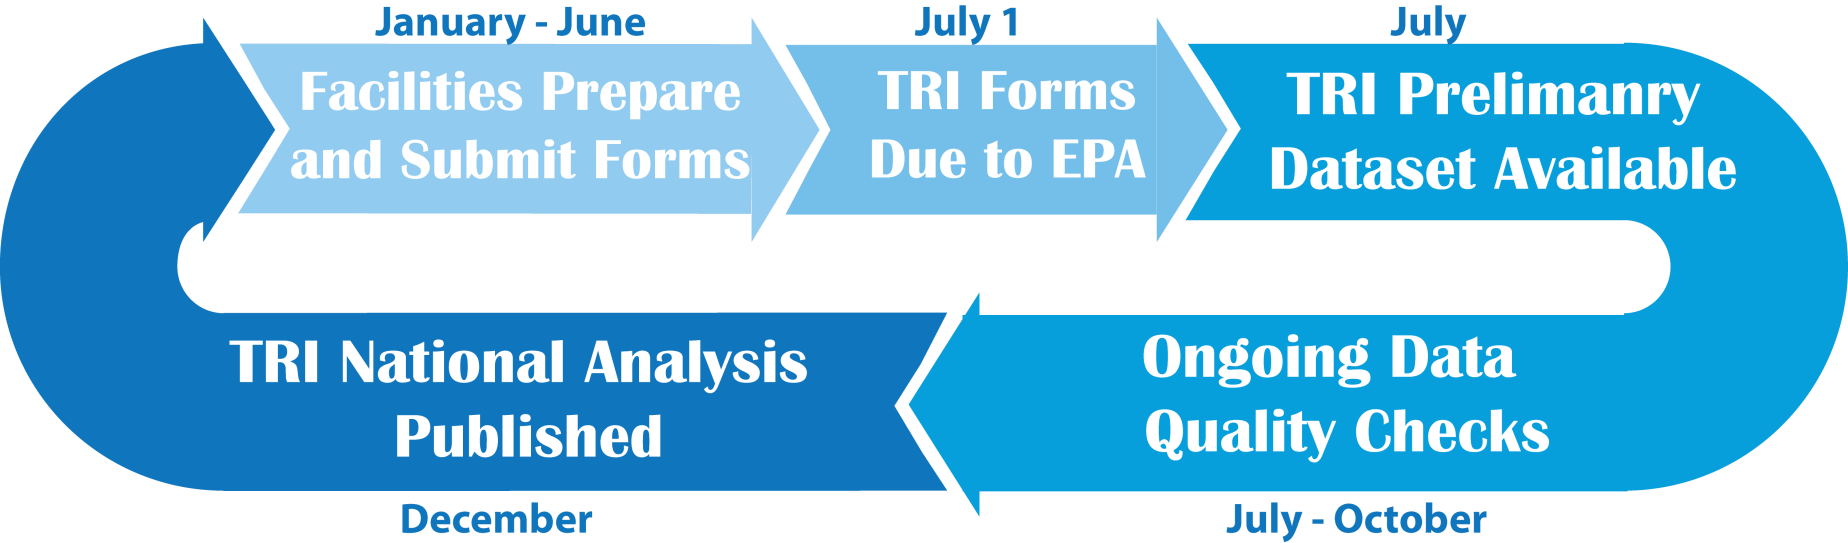 January - June
Facilities Prepare
and Submit Forms
July 1
TRI Forms
Due to EPA
July
TRI Prelimanry
Dataset Available
Ongoing Data
Quality Checks
July - October
TRI National Analysis
Published
December